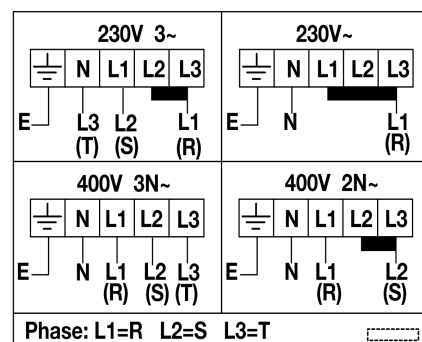 230V 3~
⏚ N L1 L2 L3
E L3 L2 L1
(T) (S) (R)
230V~
⏚ N L1 L2 L3
E N L1
(R)
400V 3N~
⏚ N L1 L2 L3
E N L1 L2 L3
(R) (S) (T)
400V 2N~
⏚ N L1 L2 L3
E N L1 L2
(R) (S)
Phase: L1=R L2=S L3=T